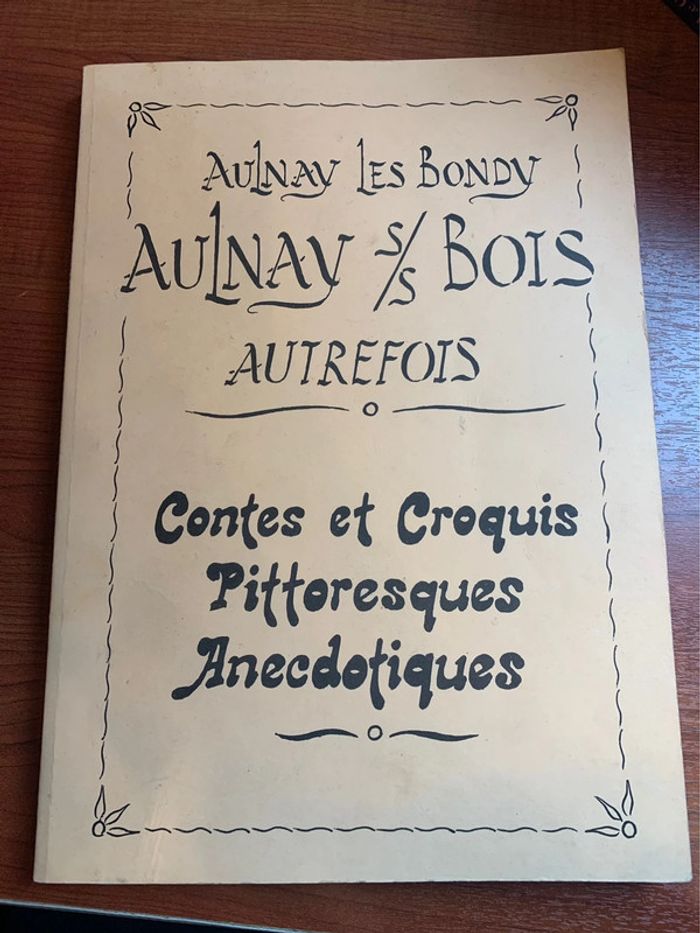 AULNAY LES BONDY
AULNAY S/S BOIS
AUTREFOIS
Contes et Croquis
Pittoresques
Anecdotiques